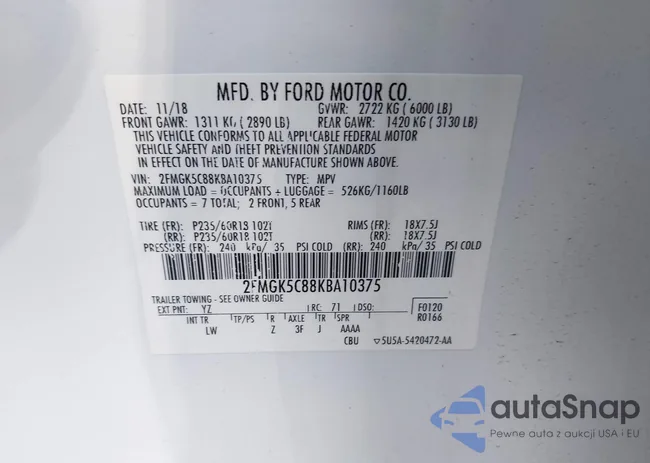 MFD. BY FORD MOTOR CO.
DATE: 11/18 GVWR: 2722 KG ( 6000 LB)
FRONT GAWR: 1311 KG ( 2890 LB) REAR GAWR: 1420 KG ( 3130 LB)
THIS VEHICLE CONFORMS TO ALL APPLICABLE FEDERAL MOTOR
VEHICLE SAFETY AND THEFT PREVENTION STANDARDS
IN EFFECT ON THE DATE OF MANUFACTURE SHOWN ABOVE.
VIN: 2FMGK5C88KBA10375 TYPE: MPV
MAXIMUM LOAD = OCCUPANTS + LUGGAGE = 526KG/1160LB
OCCUPANTS = 7 TOTAL; 2 FRONT, 5 REAR
TIRE (FR): P235/60R18 102T RIMS (FR): 18X7.5J
(RR): P235/60R18 102T (RR): 18X7.5J
PRESSURE (FR): 240 kPa/ 35 PSI COLD (RR): 240 kPa/ 35 PSI COLD
2FMGK5C88KBA10375
TRAILER TOWING - SEE OWNER GUIDE
EXT PNT: YZ RC: 71 DSO: F0120
INT TR TP/PS R AXLE TR SPR R0166
LW Z 3F J AAAA
CBU ▽5U5A-5420472-AA
autaSnap
Pewne auta z aukcji USA i EU